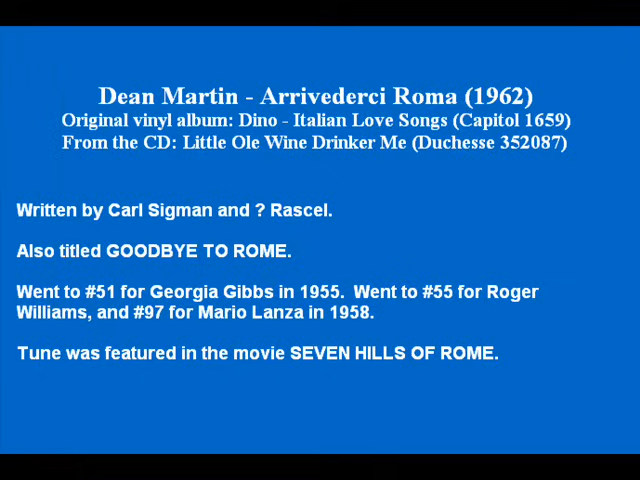 Dean Martin - Arrivederci Roma (1962)
Original vinyl album: Dino - Italian Love Songs (Capitol 1659)
From the CD: Little Ole Wine Drinker Me (Duchesse 352087)
Written by Carl Sigman and ? Rascel.
Also titled GOODBYE TO ROME.
Went to #51 for Georgia Gibbs in 1955.  Went to #55 for Roger
Williams, and #97 for Mario Lanza in 1958.
Tune was featured in the movie SEVEN HILLS OF ROME.